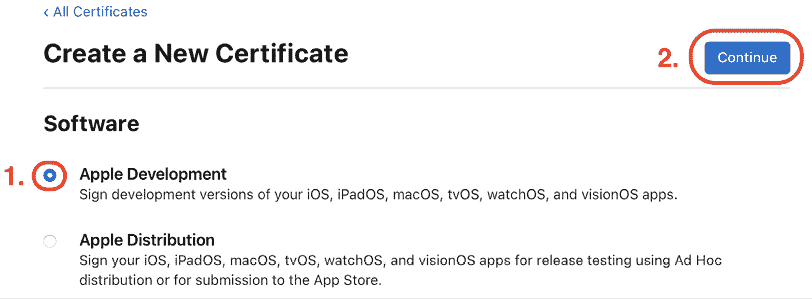 ‹ All Certificates
Create a New Certificate
2.
Continue
Software
1.
Apple Development
Sign development versions of your iOS, iPadOS, macOS, tvOS, watchOS, and visionOS apps.
Apple Distribution
Sign your iOS, iPadOS, macOS, tvOS, watchOS, and visionOS apps for release testing using Ad Hoc
distribution or for submission to the App Store.